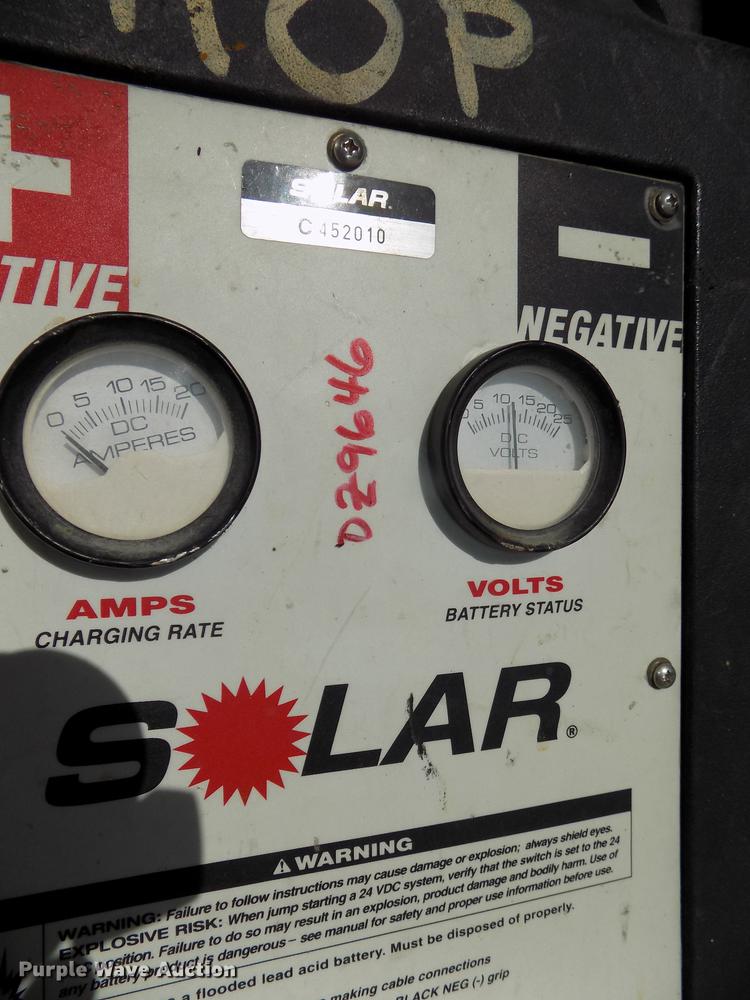 HOP
SOLAR
C 452010
TIVE
NEGATIVE
0 5 10 15 20
DC
AMPERES
DZ9646
5 10 15 20 25
DC
VOLTS
AMPS
CHARGING RATE
VOLTS
BATTERY STATUS
SOLAR®
WARNING
WARNING: Failure to follow instructions may cause damage or explosion; always shield eyes.
EXPLOSIVE RISK: When jump starting a 24 VDC system, verify that the switch is set to the 24
position. Failure to do so may result in an explosion, product damage and bodily harm. Use of
any battery product is dangerous – see manual for safety and proper use information before use.
a flooded lead acid battery. Must be disposed of properly.
making cable connections
BLACK NEG (-) grip
Purple Wave Auction